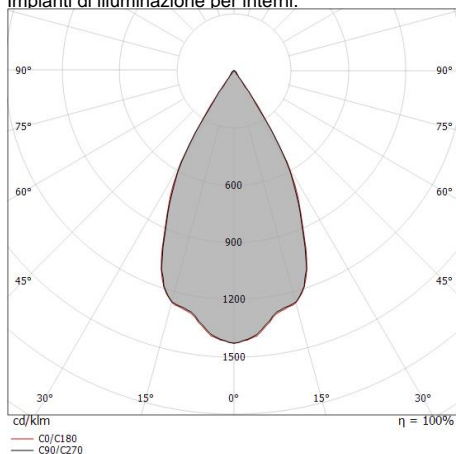 impianti di illuminazione per interni.
90° 90°
75° 75°
60° 60°
600
45° 900 45°
1200
1500
30° 15° 0° 15° 30°
cd/klm η = 100%
C0/C180
C90/C270